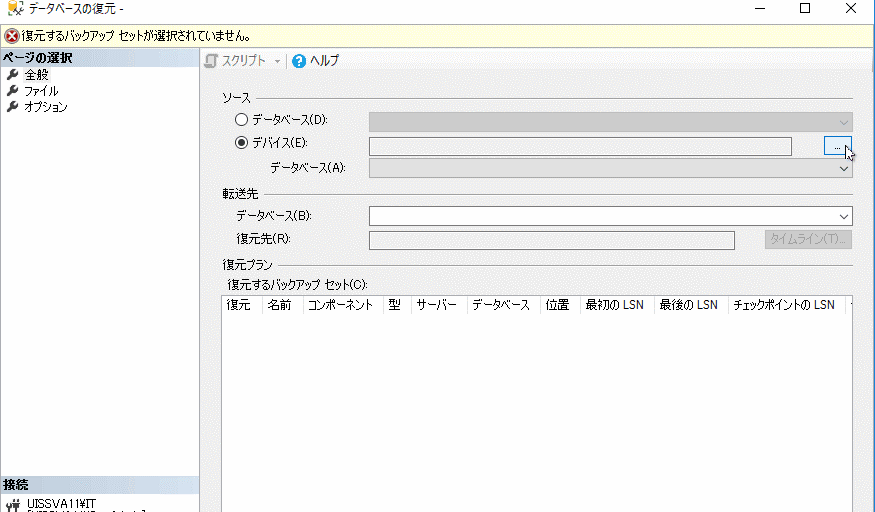 データベースの復元 -
復元するバックアップ セットが選択されていません。
ページの選択
全般
ファイル
オプション
スクリプト
ヘルプ
ソース
データベース(D):
デバイス(E):
...
データベース(A):
転送先
データベース(B):
復元先(R):
タイムライン(T)...
復元プラン
復元するバックアップ セット(C):
復元 名前 コンポーネント 型 サーバー データベース 位置 最初の LSN 最後の LSN チェックポイントの LSN
接続
UISSVA11¥IT